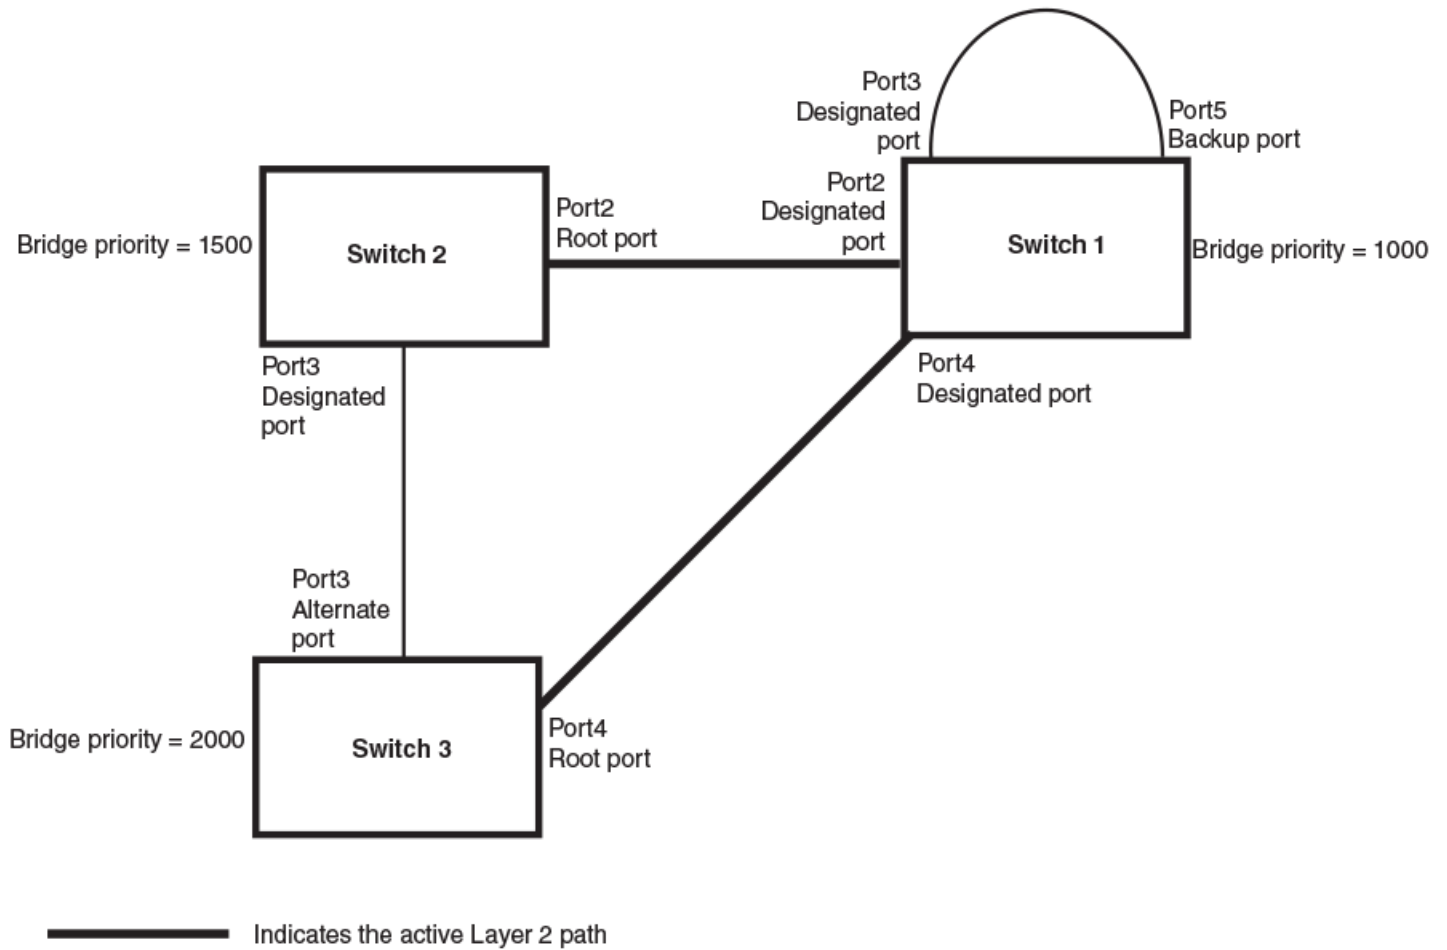 Port3
Designated
port
Port5
Backup port
Port2
Designated
port
Port2
Root port
Bridge priority = 1500
Switch 2
Switch 1
Bridge priority = 1000
Port3
Designated
port
Port4
Designated port
Port3
Alternate
port
Bridge priority = 2000
Switch 3
Port4
Root port
Indicates the active Layer 2 path